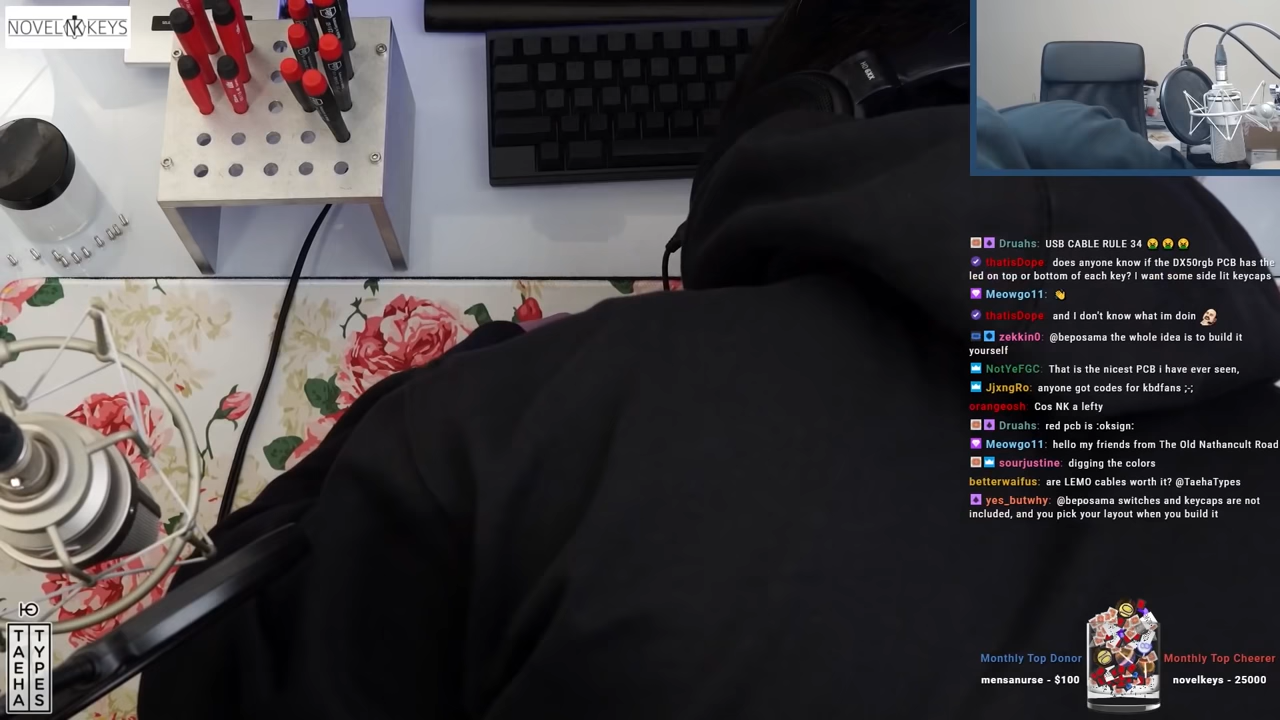 NOVELKEYS
HD 6XX
Druahs: USB CABLE RULE 34
thatisDope: does anyone know if the DX50rgb PCB has the
led on top or bottom of each key? I want some side lit keycaps
Meowgo11:
thatisDope: and I don't know what im doin
zekkin0: @beposama the whole idea is to build it
yourself
NotYeFGC: That is the nicest PCB i have ever seen,
JjxngRo: anyone got codes for kbdfans ;-;
orangeosh: Cos NK a lefty
Druahs: red pcb is :oksign:
Meowgo11: hello my friends from The Old Nathancult Road
sourjustine: digging the colors
betterwaifus: are LEMO cables worth it? @TaehaTypes
yes_butwhy: @beposama switches and keycaps are not
included, and you pick your layout when you build it
TAEHA
TYPES
Monthly Top Donor
mensanurse - $100
Monthly Top Cheerer
novelkeys - 25000